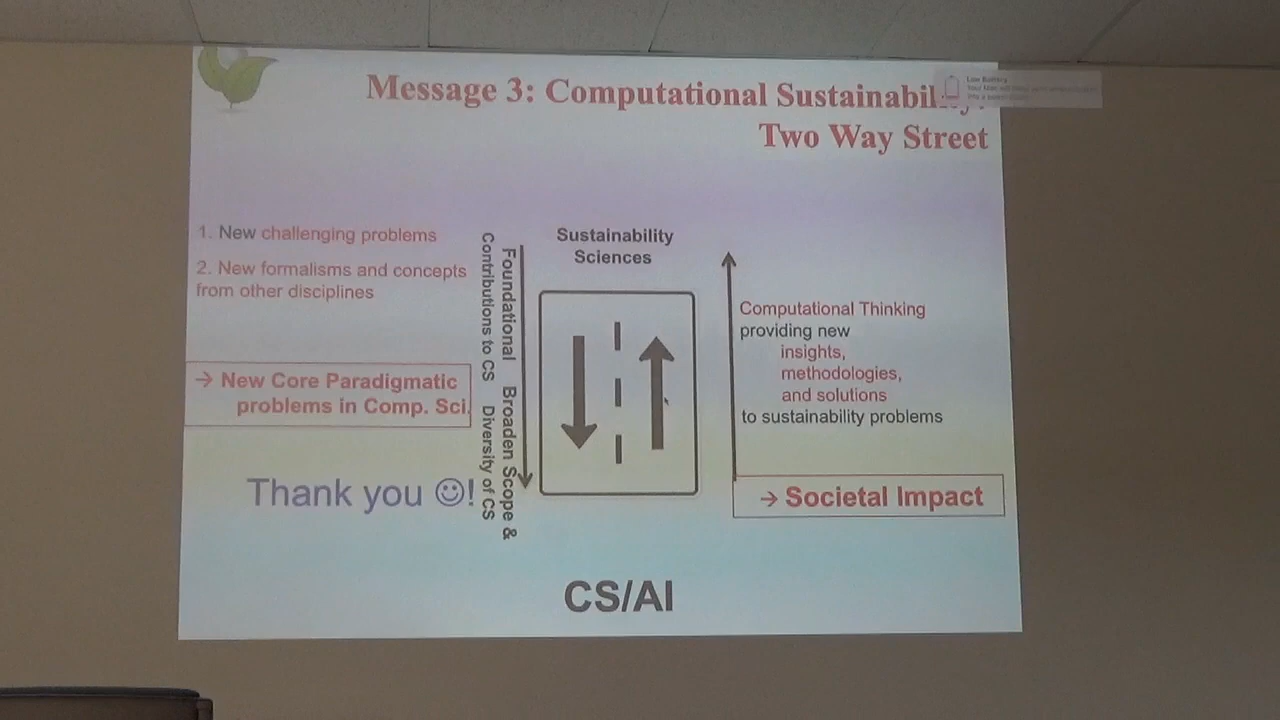 Message 3: Computational Sustainabil
Two Way Street
Low Battery
1. New challenging problems
2. New formalisms and concepts
from other disciplines
→ New Core Paradigmatic
problems in Comp. Sci.
Thank you ☺!
Foundational Broaden Scope &
Contributions to CS Diversity of CS
Sustainability
Sciences
Computational Thinking
providing new
insights,
methodologies,
and solutions
to sustainability problems
→ Societal Impact
CS/AI